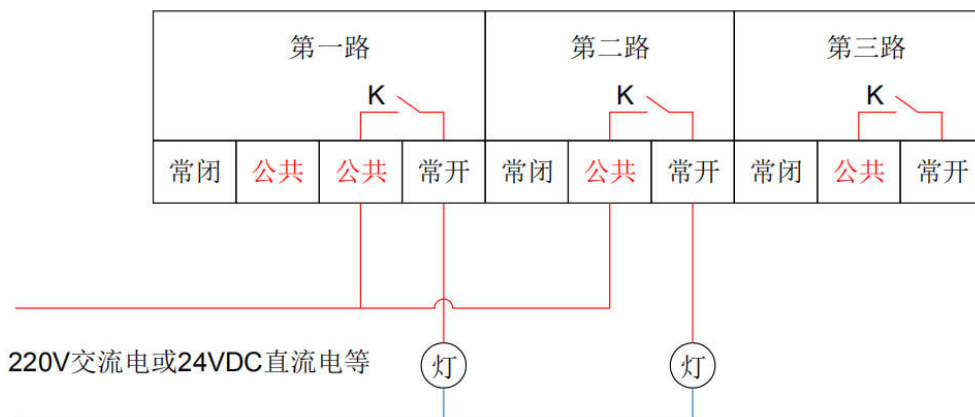 第一路 第二路 第三路
K K K
常闭 公共 公共 常开 常闭 公共 常开 常闭 公共 常开
220V交流电或24VDC直流电等 灯 灯